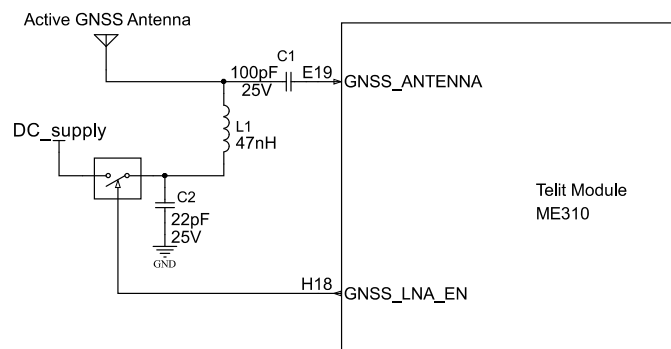 Active GNSS Antenna
C1
100pF
25V
E19
GNSS_ANTENNA
L1
47nH
DC_supply
C2
22pF
25V
GND
Telit Module
ME310
H18
GNSS_LNA_EN